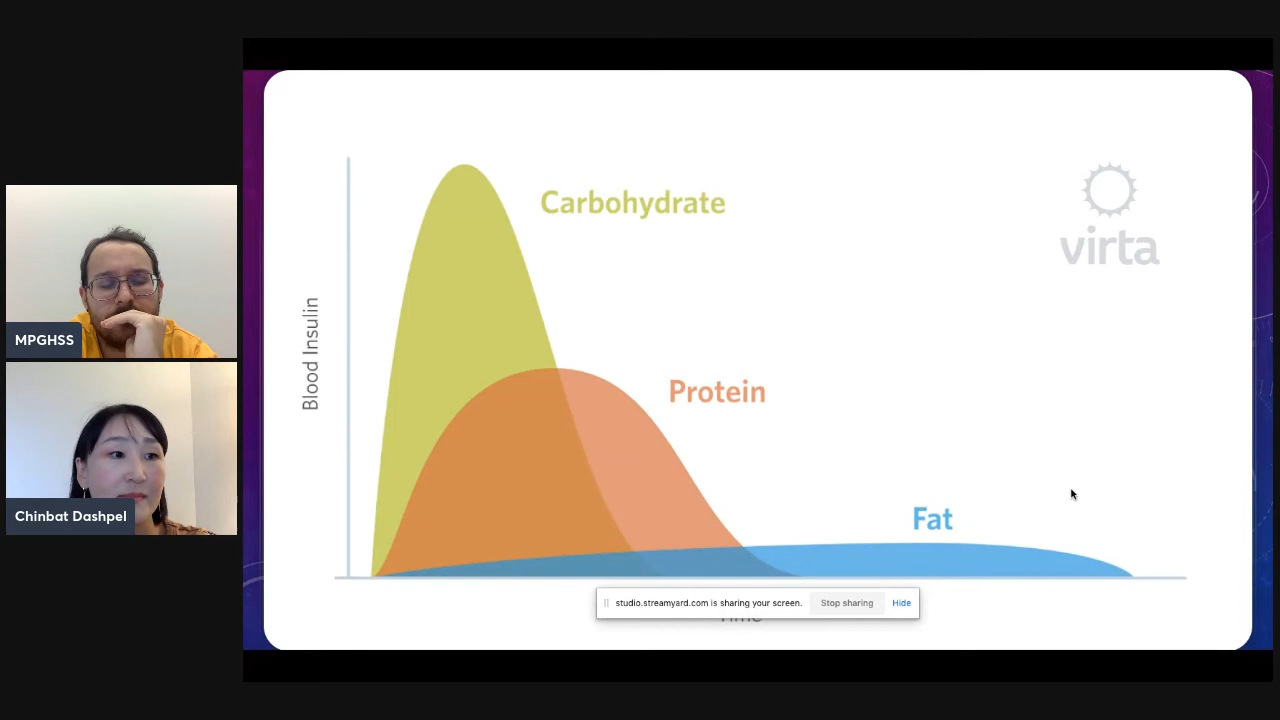 Carbohydrate
virta
Blood Insulin
Protein
MPGHSS
Fat
Chinbat Dashpel
studio.streamyard.com is sharing your screen.
Stop sharing
Hide
Time